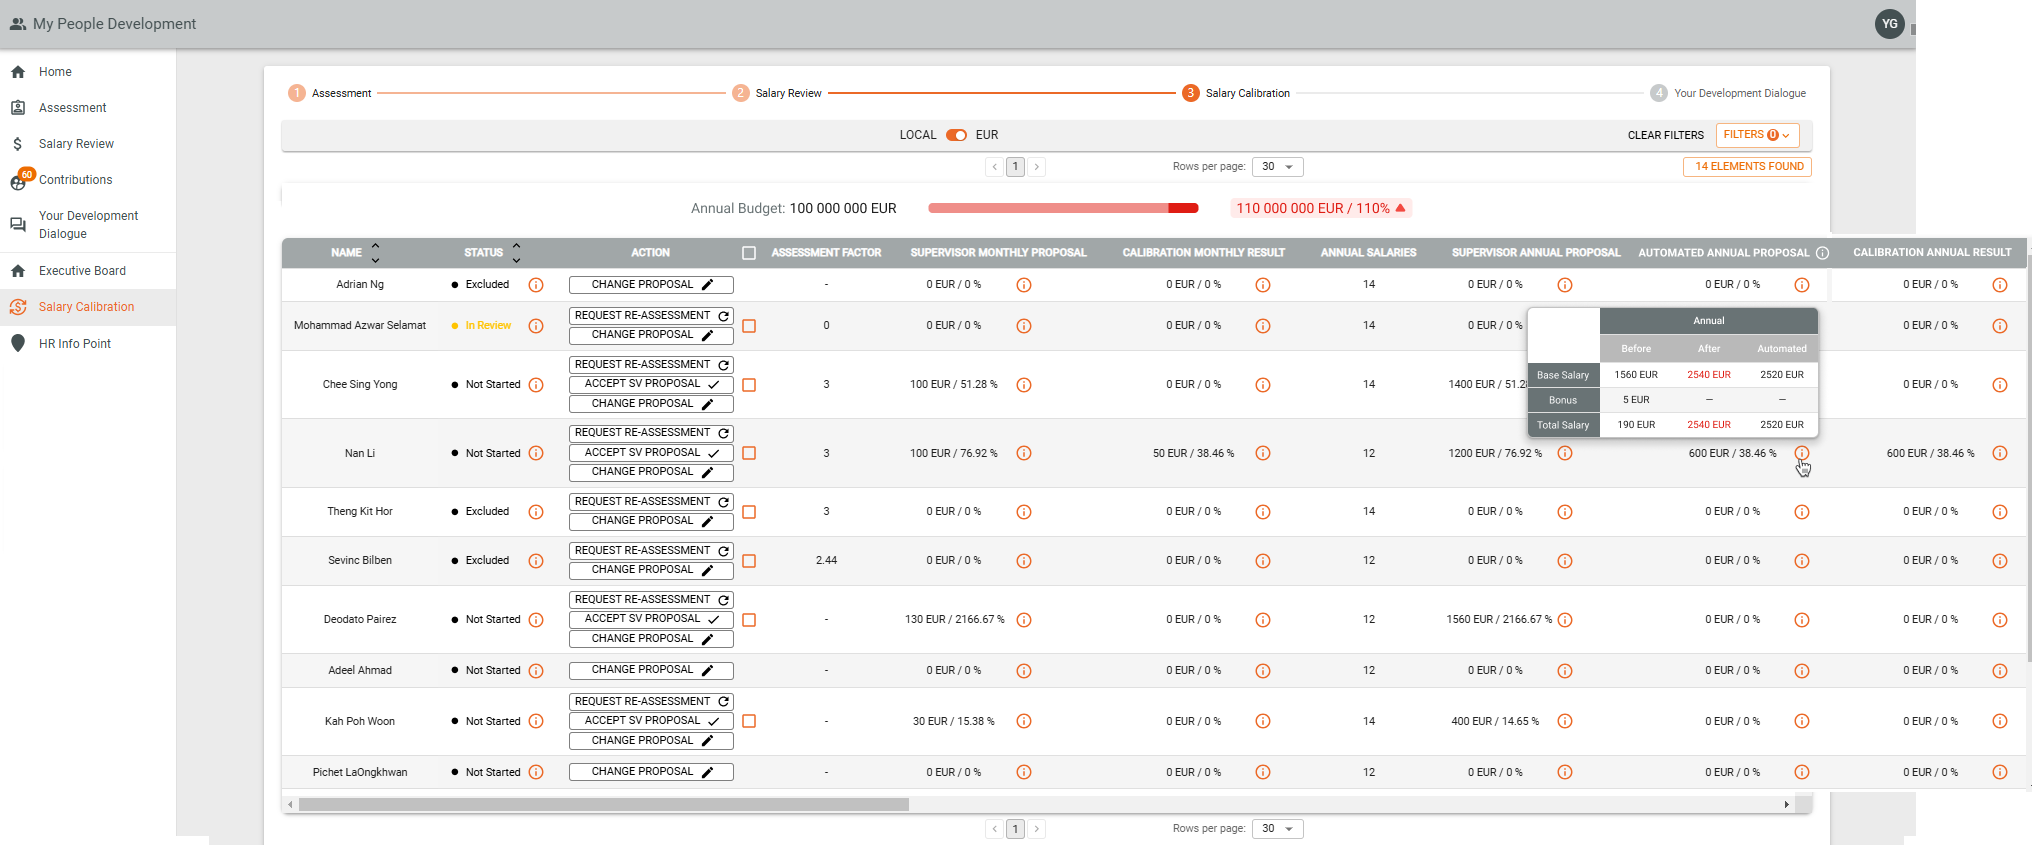 My People Development
YG
Home
Assessment
Salary Review
60
Contributions
Your Development
Dialogue
Executive Board
Salary Calibration
HR Info Point
1 Assessment 2 Salary Review 3 Salary Calibration 4 Your Development Dialogue
LOCAL EUR CLEAR FILTERS FILTERS 0
1 Rows per page: 30 14 ELEMENTS FOUND
Annual Budget: 100 000 000 EUR 110 000 000 EUR / 110%
NAME STATUS ACTION ASSESSMENT FACTOR SUPERVISOR MONTHLY PROPOSAL CALIBRATION MONTHLY RESULT ANNUAL SALARIES SUPERVISOR ANNUAL PROPOSAL AUTOMATED ANNUAL PROPOSAL CALIBRATION ANNUAL RESULT
Adrian Ng Excluded CHANGE PROPOSAL - 0 EUR / 0 % 0 EUR / 0 % 14 0 EUR / 0 % 0 EUR / 0 % 0 EUR / 0 %
REQUEST RE-ASSESSMENT
Mohammad Azwar Selamat In Review 0 0 EUR / 0 % 0 EUR / 0 % 14 0 EUR / 0 % 0 EUR / 0 %
CHANGE PROPOSAL
Annual
Before After Automated
Base Salary 1560 EUR 2540 EUR 2520 EUR
Bonus 5 EUR – –
Total Salary 190 EUR 2540 EUR 2520 EUR
REQUEST RE-ASSESSMENT
Chee Sing Yong Not Started ACCEPT SV PROPOSAL 3 100 EUR / 51.28 % 0 EUR / 0 % 14 1400 EUR / 51.28 0 EUR / 0 %
CHANGE PROPOSAL
REQUEST RE-ASSESSMENT
Nan Li Not Started ACCEPT SV PROPOSAL 3 100 EUR / 76.92 % 50 EUR / 38.46 % 12 1200 EUR / 76.92 % 600 EUR / 38.46 % 600 EUR / 38.46 %
CHANGE PROPOSAL
REQUEST RE-ASSESSMENT
Theng Kit Hor Excluded 3 0 EUR / 0 % 0 EUR / 0 % 14 0 EUR / 0 % 0 EUR / 0 % 0 EUR / 0 %
CHANGE PROPOSAL
REQUEST RE-ASSESSMENT
Sevinc Bilben Excluded 2.44 0 EUR / 0 % 0 EUR / 0 % 12 0 EUR / 0 % 0 EUR / 0 % 0 EUR / 0 %
CHANGE PROPOSAL
REQUEST RE-ASSESSMENT
Deodato Pairez Not Started ACCEPT SV PROPOSAL - 130 EUR / 2166.67 % 0 EUR / 0 % 12 1560 EUR / 2166.67 % 0 EUR / 0 % 0 EUR / 0 %
CHANGE PROPOSAL
Adeel Ahmad Not Started CHANGE PROPOSAL - 0 EUR / 0 % 0 EUR / 0 % 12 0 EUR / 0 % 0 EUR / 0 % 0 EUR / 0 %
REQUEST RE-ASSESSMENT
Kah Poh Woon Not Started ACCEPT SV PROPOSAL - 30 EUR / 15.38 % 0 EUR / 0 % 14 400 EUR / 14.65 % 0 EUR / 0 % 0 EUR / 0 %
CHANGE PROPOSAL
Pichet LaOngkhwan Not Started CHANGE PROPOSAL - 0 EUR / 0 % 0 EUR / 0 % 12 0 EUR / 0 % 0 EUR / 0 % 0 EUR / 0 %
1 Rows per page: 30